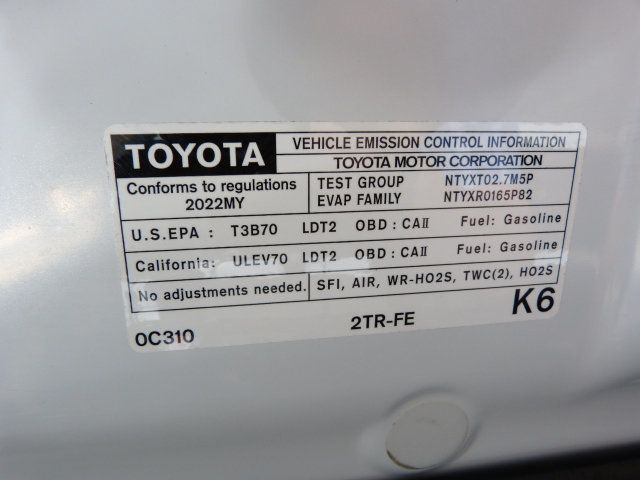 TOYOTA
VEHICLE EMISSION CONTROL INFORMATION
TOYOTA MOTOR CORPORATION
Conforms to regulations
2022MY
TEST GROUP NTYXT02.7M5P
EVAP FAMILY NTYXR0165P82
U.S.EPA : T3B70 LDT2 OBD : CAII Fuel: Gasoline
California: ULEV70 LDT2 OBD : CAII Fuel: Gasoline
No adjustments needed. SFI, AIR, WR-HO2S, TWC(2), HO2S
0C310 2TR-FE K6